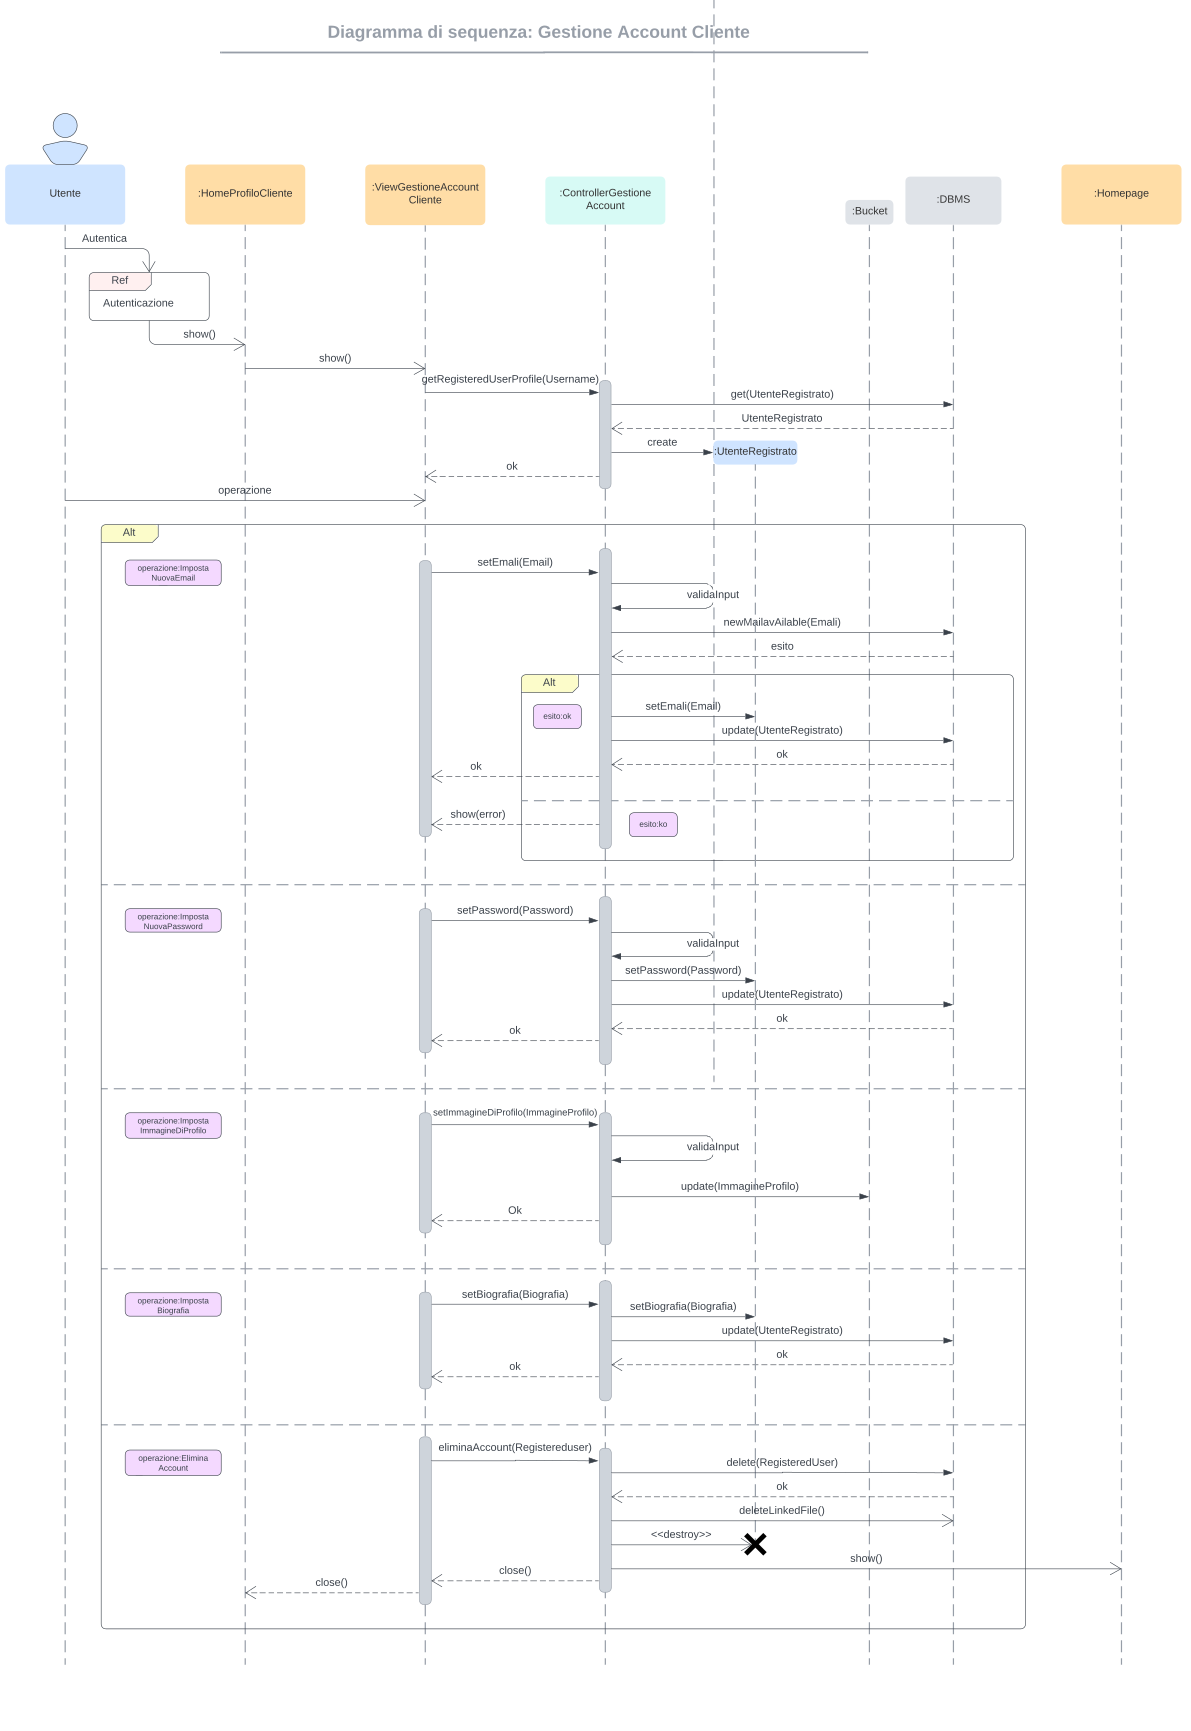 Diagramma di sequenza: Gestione Account Cliente
Utente
:HomeProfiloCliente
:ViewGestioneAccount
Cliente
:ControllerGestione
Account
:Bucket
:DBMS
:Homepage
Autentica
Ref
Autenticazione
show()
show()
getRegisteredUserProfile(Username)
get(UtenteRegistrato)
UtenteRegistrato
create
:UtenteRegistrato
ok
operazione
Alt
operazione:Imposta
NuovaEmail
setEmali(Email)
validaInput
newMailavAilable(Emali)
esito
Alt
esito:ok
setEmali(Email)
update(UtenteRegistrato)
ok
ok
show(error)
esito:ko
operazione:Imposta
NuovaPassword
setPassword(Password)
validaInput
setPassword(Password)
update(UtenteRegistrato)
ok
ok
operazione:Imposta
ImmagineDiProfilo
setImmagineDiProfilo(ImmagineProfilo)
validaInput
update(ImmagineProfilo)
Ok
operazione:Imposta
Biografia
setBiografia(Biografia)
setBiografia(Biografia)
update(UtenteRegistrato)
ok
ok
operazione:Elimina
Account
eliminaAccount(Registereduser)
delete(RegisteredUser)
ok
deleteLinkedFile()
<<destroy>>
show()
close()
close()